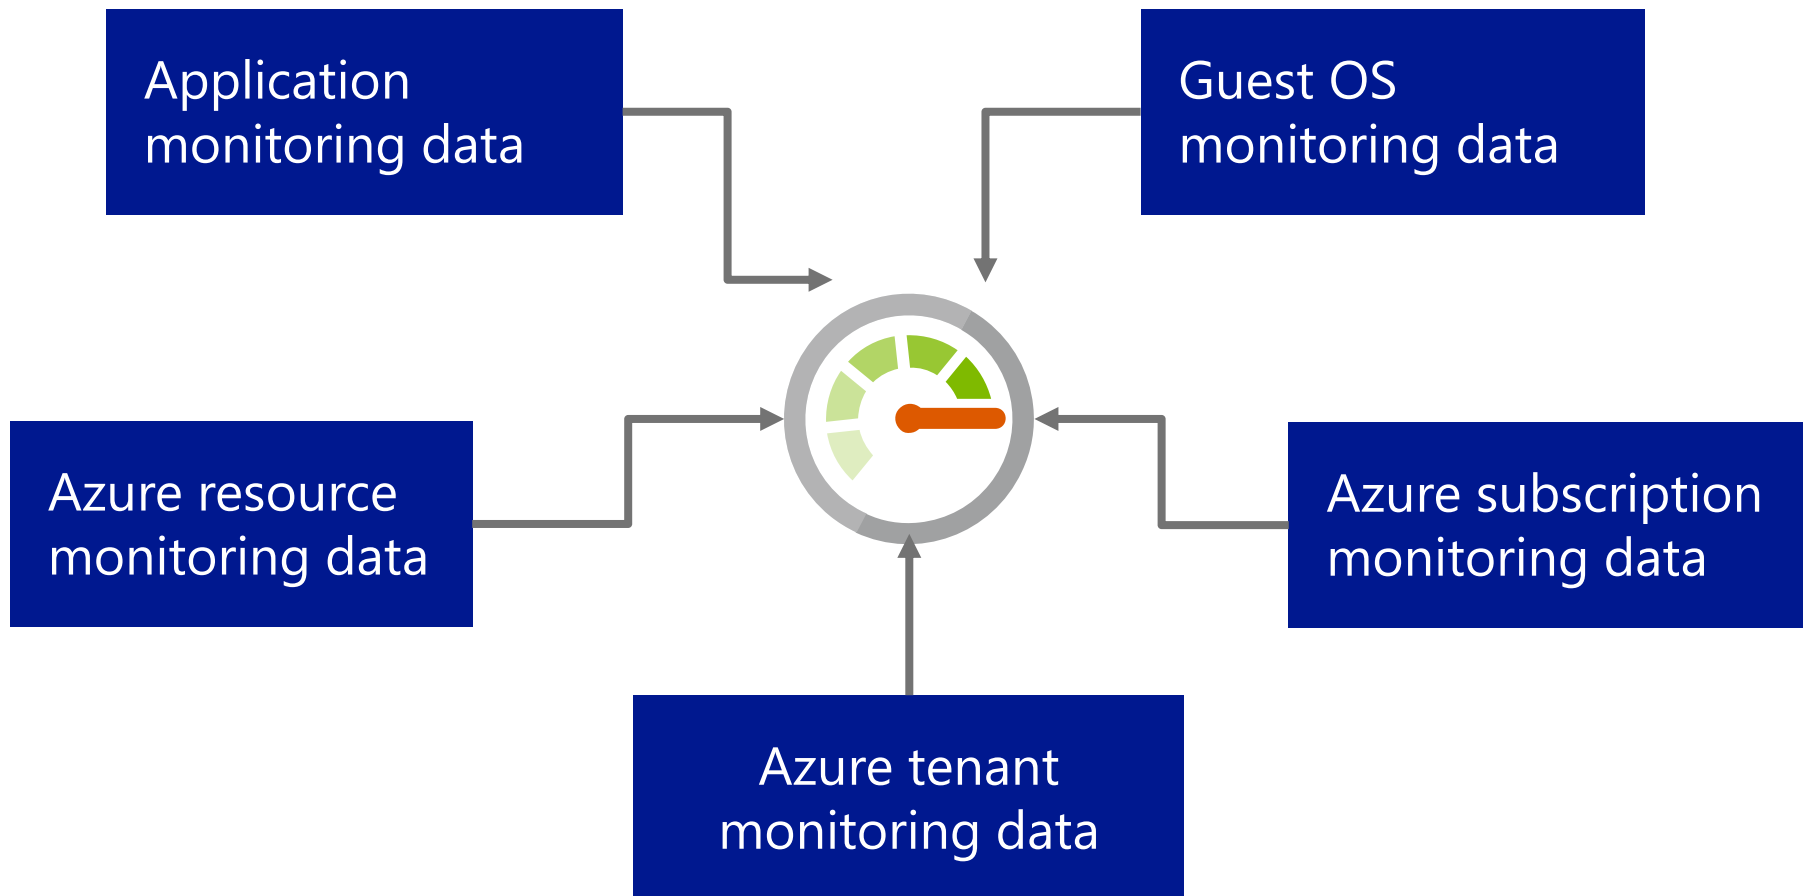 Application
monitoring data
Guest OS
monitoring data
Azure resource
monitoring data
Azure subscription
monitoring data
Azure tenant
monitoring data